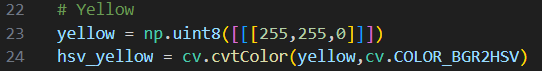 22 # Yellow
23 yellow = np.uint8([[[255,255,0]]])
24 hsv_yellow = cv.cvtColor(yellow,cv.COLOR_BGR2HSV)